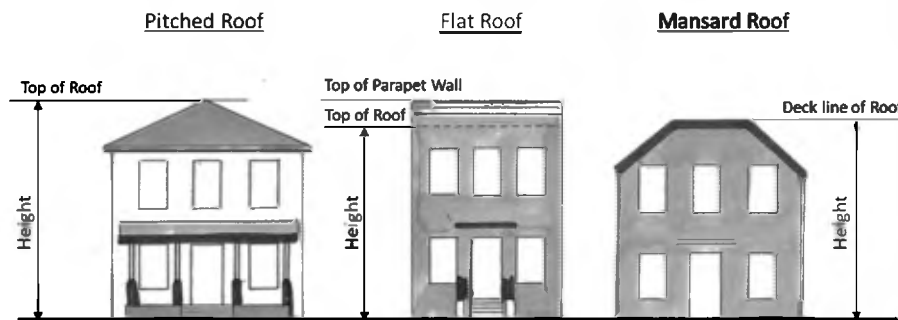 Pitched Roof
Flat Roof
Mansard Roof
Top of Roof
Top of Parapet Wall
Top of Roof
Deck line of Roof
Height
Height
Height